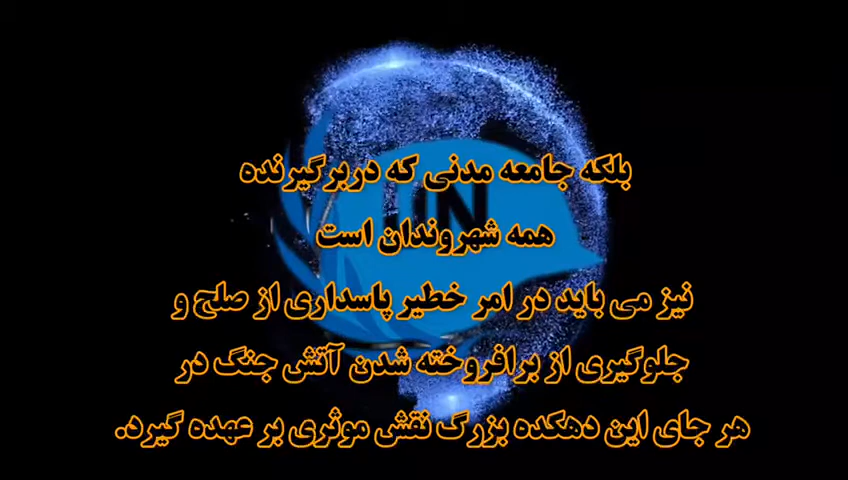 بلکه جامعه مدنی که دربرگیرنده
همه شهروندان است
نیز می باید در امر خطیر پاسداری از صلح و
جلوگیری از برافروخته شدن آتش جنگ در
هر جای این دهکده بزرگ نقش موثری بر عهده گیرد.
UN